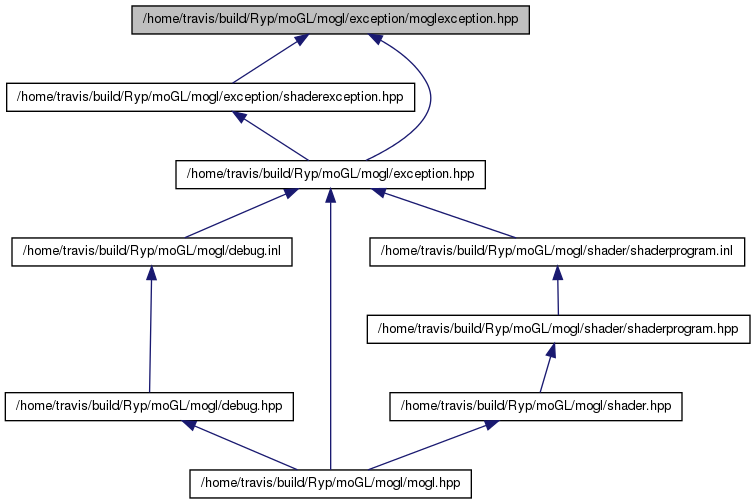 /home/travis/build/Ryp/moGL/mogl/exception/moglexception.hpp
/home/travis/build/Ryp/moGL/mogl/exception/shaderexception.hpp
/home/travis/build/Ryp/moGL/mogl/exception.hpp
/home/travis/build/Ryp/moGL/mogl/debug.inl
/home/travis/build/Ryp/moGL/mogl/shader/shaderprogram.inl
/home/travis/build/Ryp/moGL/mogl/shader/shaderprogram.hpp
/home/travis/build/Ryp/moGL/mogl/debug.hpp
/home/travis/build/Ryp/moGL/mogl/shader.hpp
/home/travis/build/Ryp/moGL/mogl/mogl.hpp